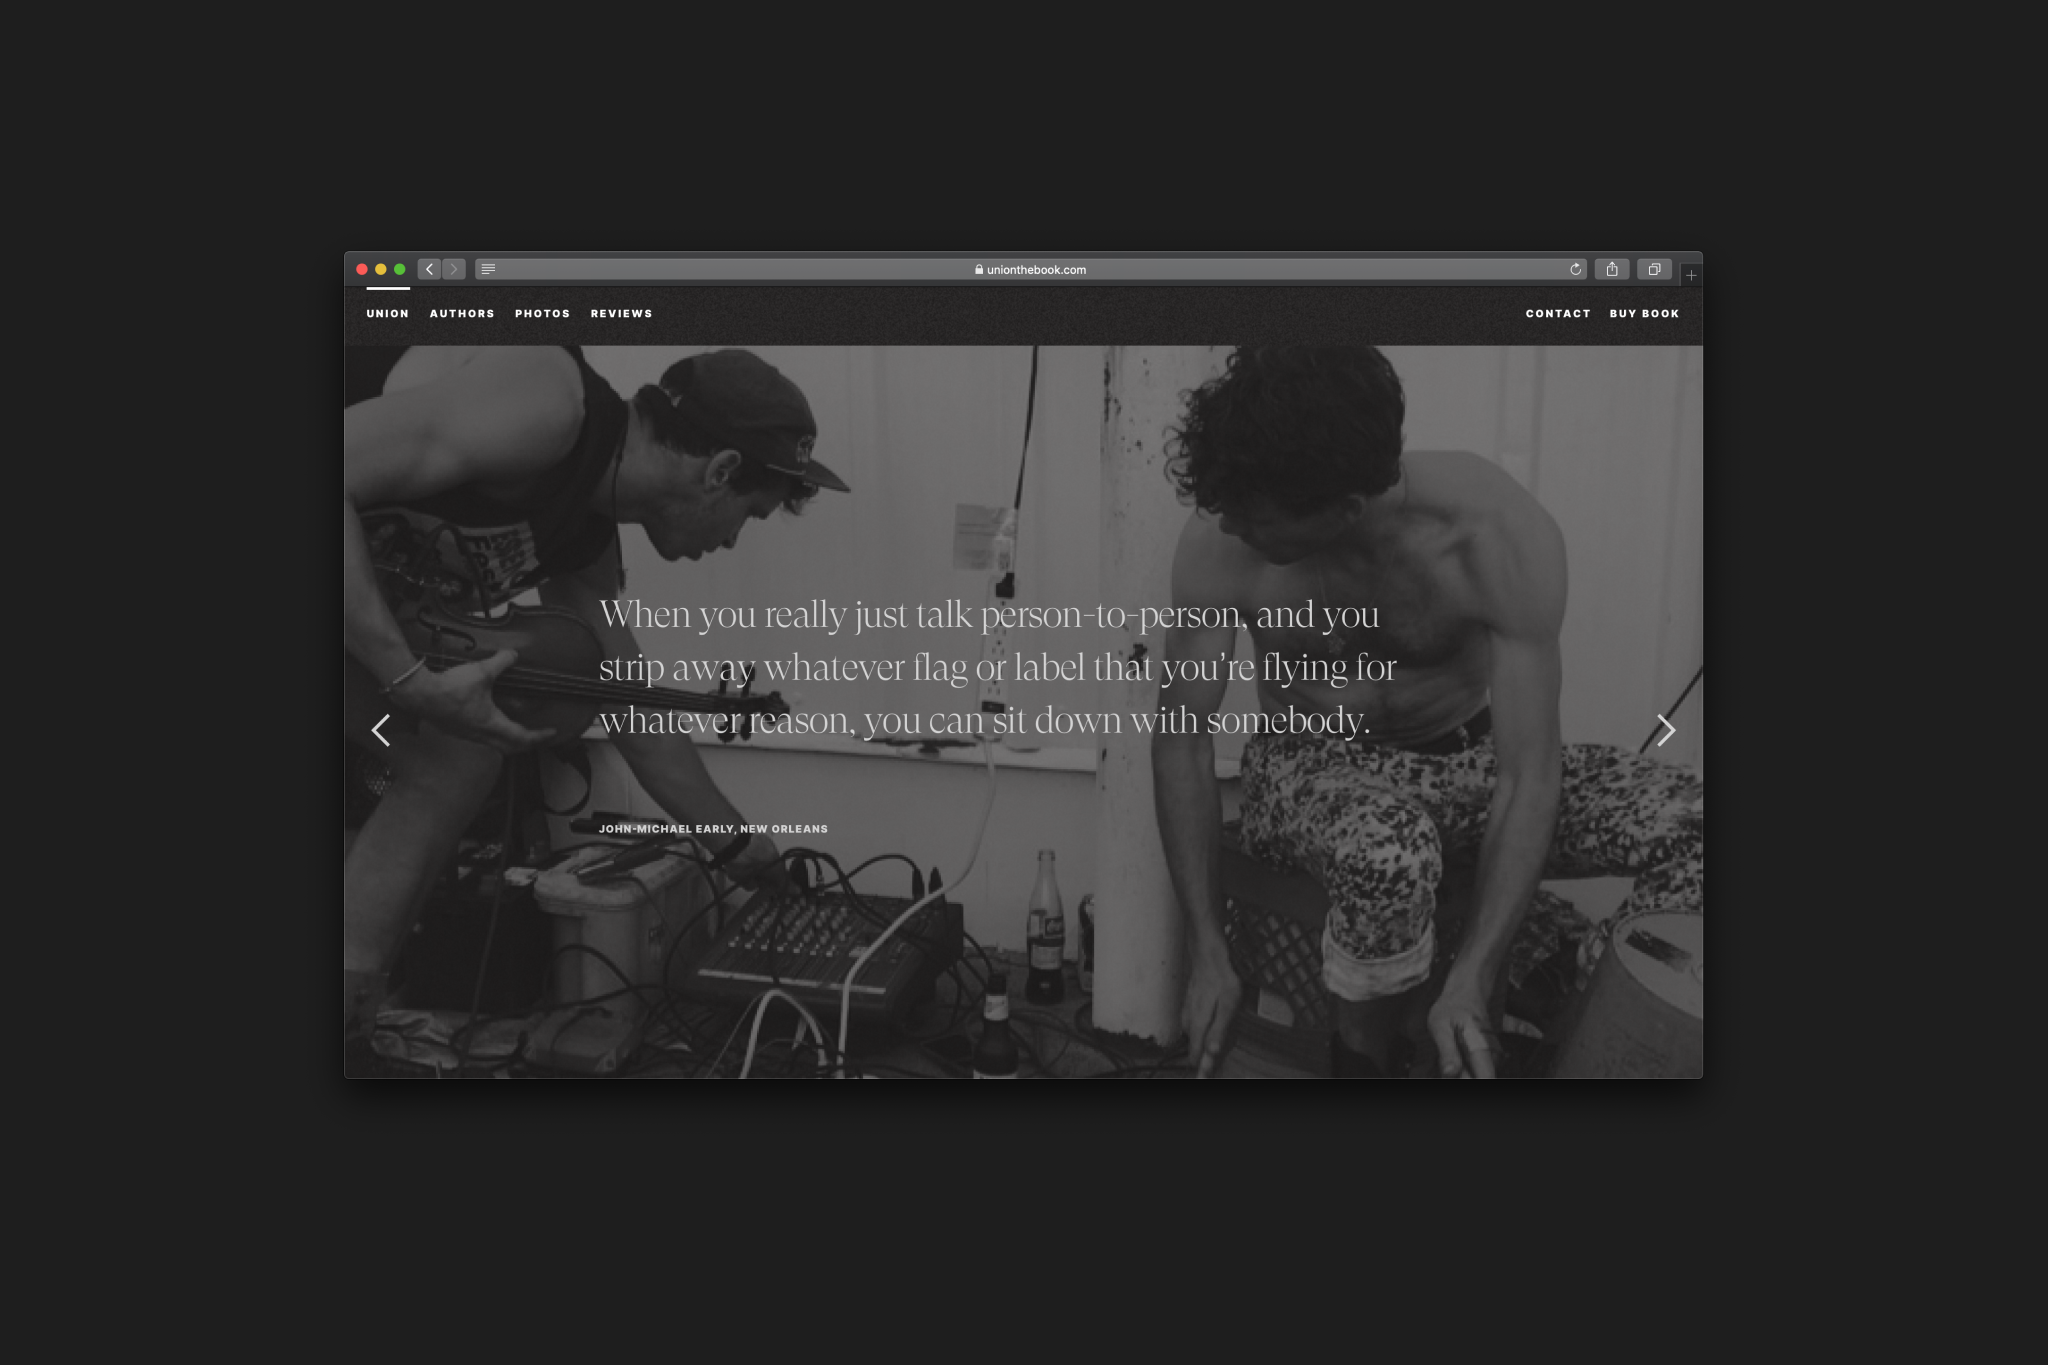 unionthebook.com
UNION AUTHORS PHOTOS REVIEWS CONTACT BUY BOOK
When you really just talk person-to-person, and you
strip away whatever flag or label that you’re flying for
whatever reason, you can sit down with somebody.
JOHN-MICHAEL EARLY, NEW ORLEANS